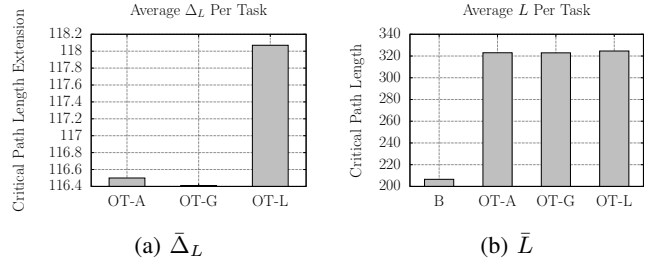 Average Δ_L Per Task
Critical Path Length Extension
118.2
118
117.8
117.6
117.4
117.2
117
116.8
116.6
116.4
OT-A OT-G OT-L
(a) Δ̄_L
Average L Per Task
Critical Path Length
340
320
300
280
260
240
220
200
B OT-A OT-G OT-L
(b) L̄